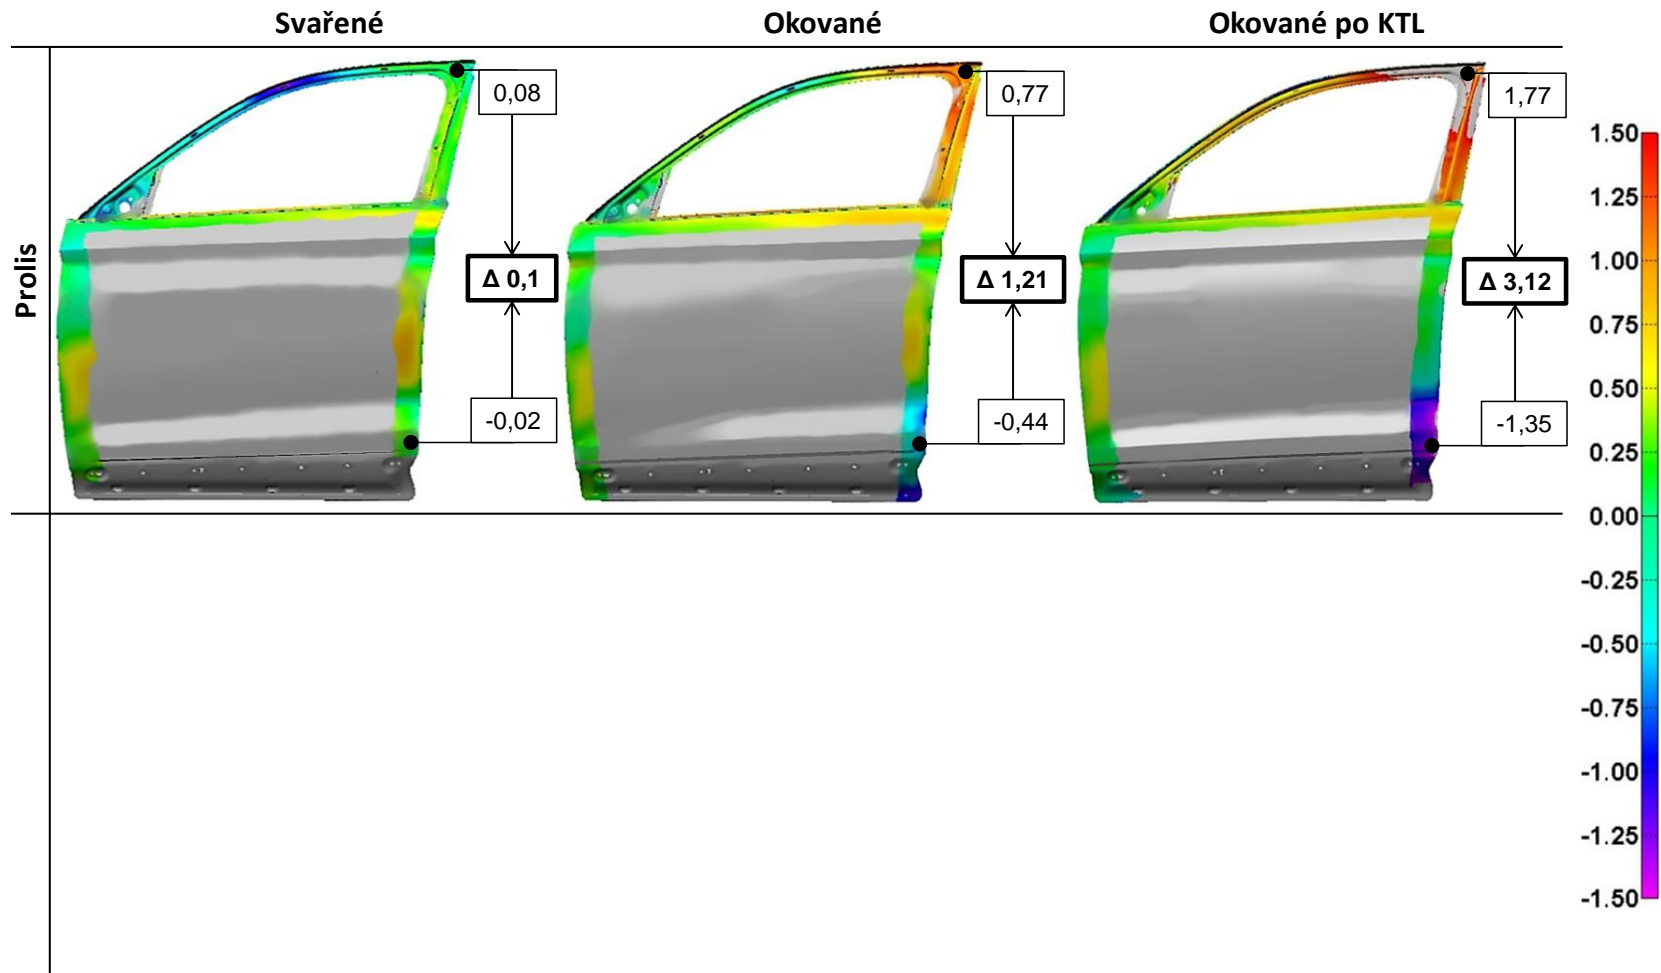 Svařené
Okované
Okované po KTL
Prolis
0,08
Δ 0,1
-0,02
0,77
Δ 1,21
-0,44
1,77
Δ 3,12
-1,35
1.50
1.25
1.00
0.75
0.50
0.25
0.00
-0.25
-0.50
-0.75
-1.00
-1.25
-1.50